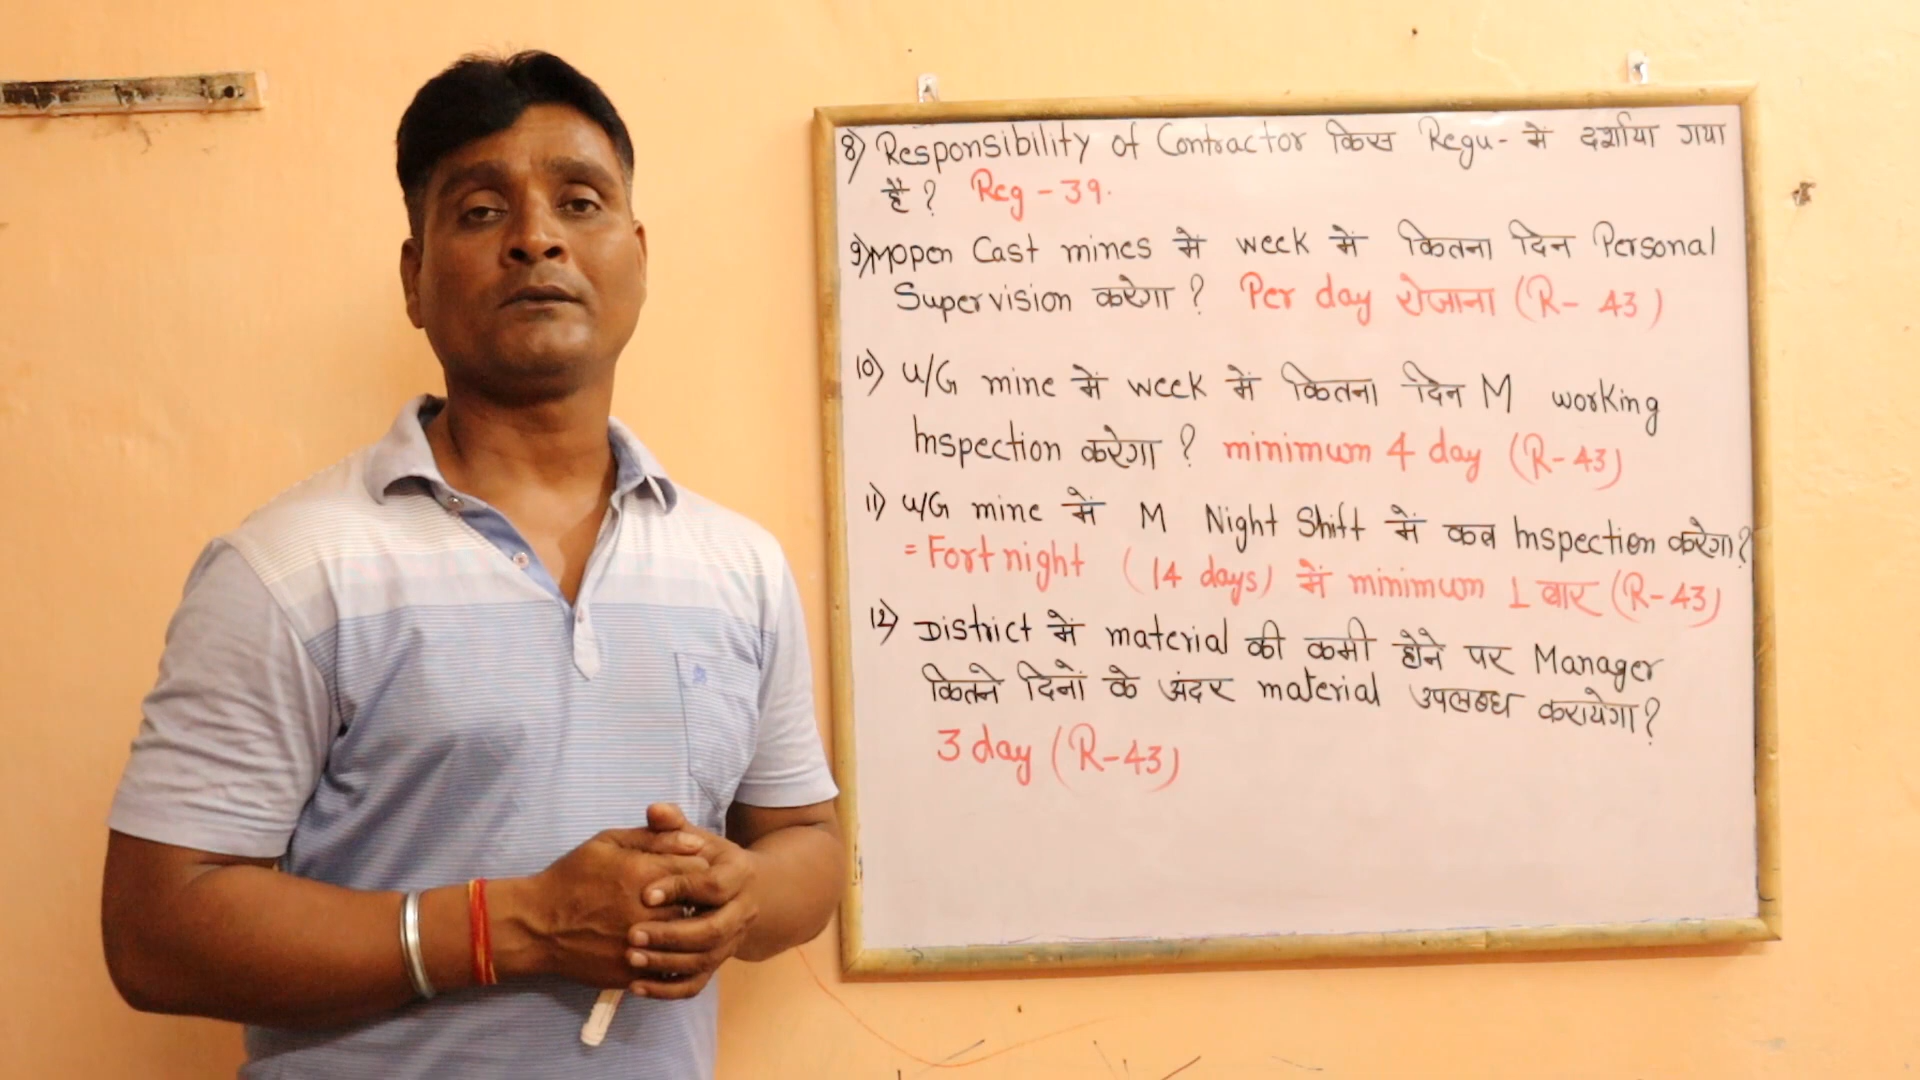 8) Responsibility of Contractor किस Regu- में दर्शाया गया
है ? Reg - 39.
9) M open Cast mines में week में कितना दिन Personal
Supervision करेगा ? Per day रोजाना (R- 43)
10) U/G mine में week में कितना दिन M working
Inspection करेगा ? minimum 4 day (R-43)
11) U/G mine में M Night Shift में कब Inspection करेगा ?
= Fortnight (14 days) में minimum 1 बार (R-43)
12) District में material की कमी होने पर Manager
कितने दिनों के अंदर material उपलब्ध करायेगा ?
3 day (R-43)